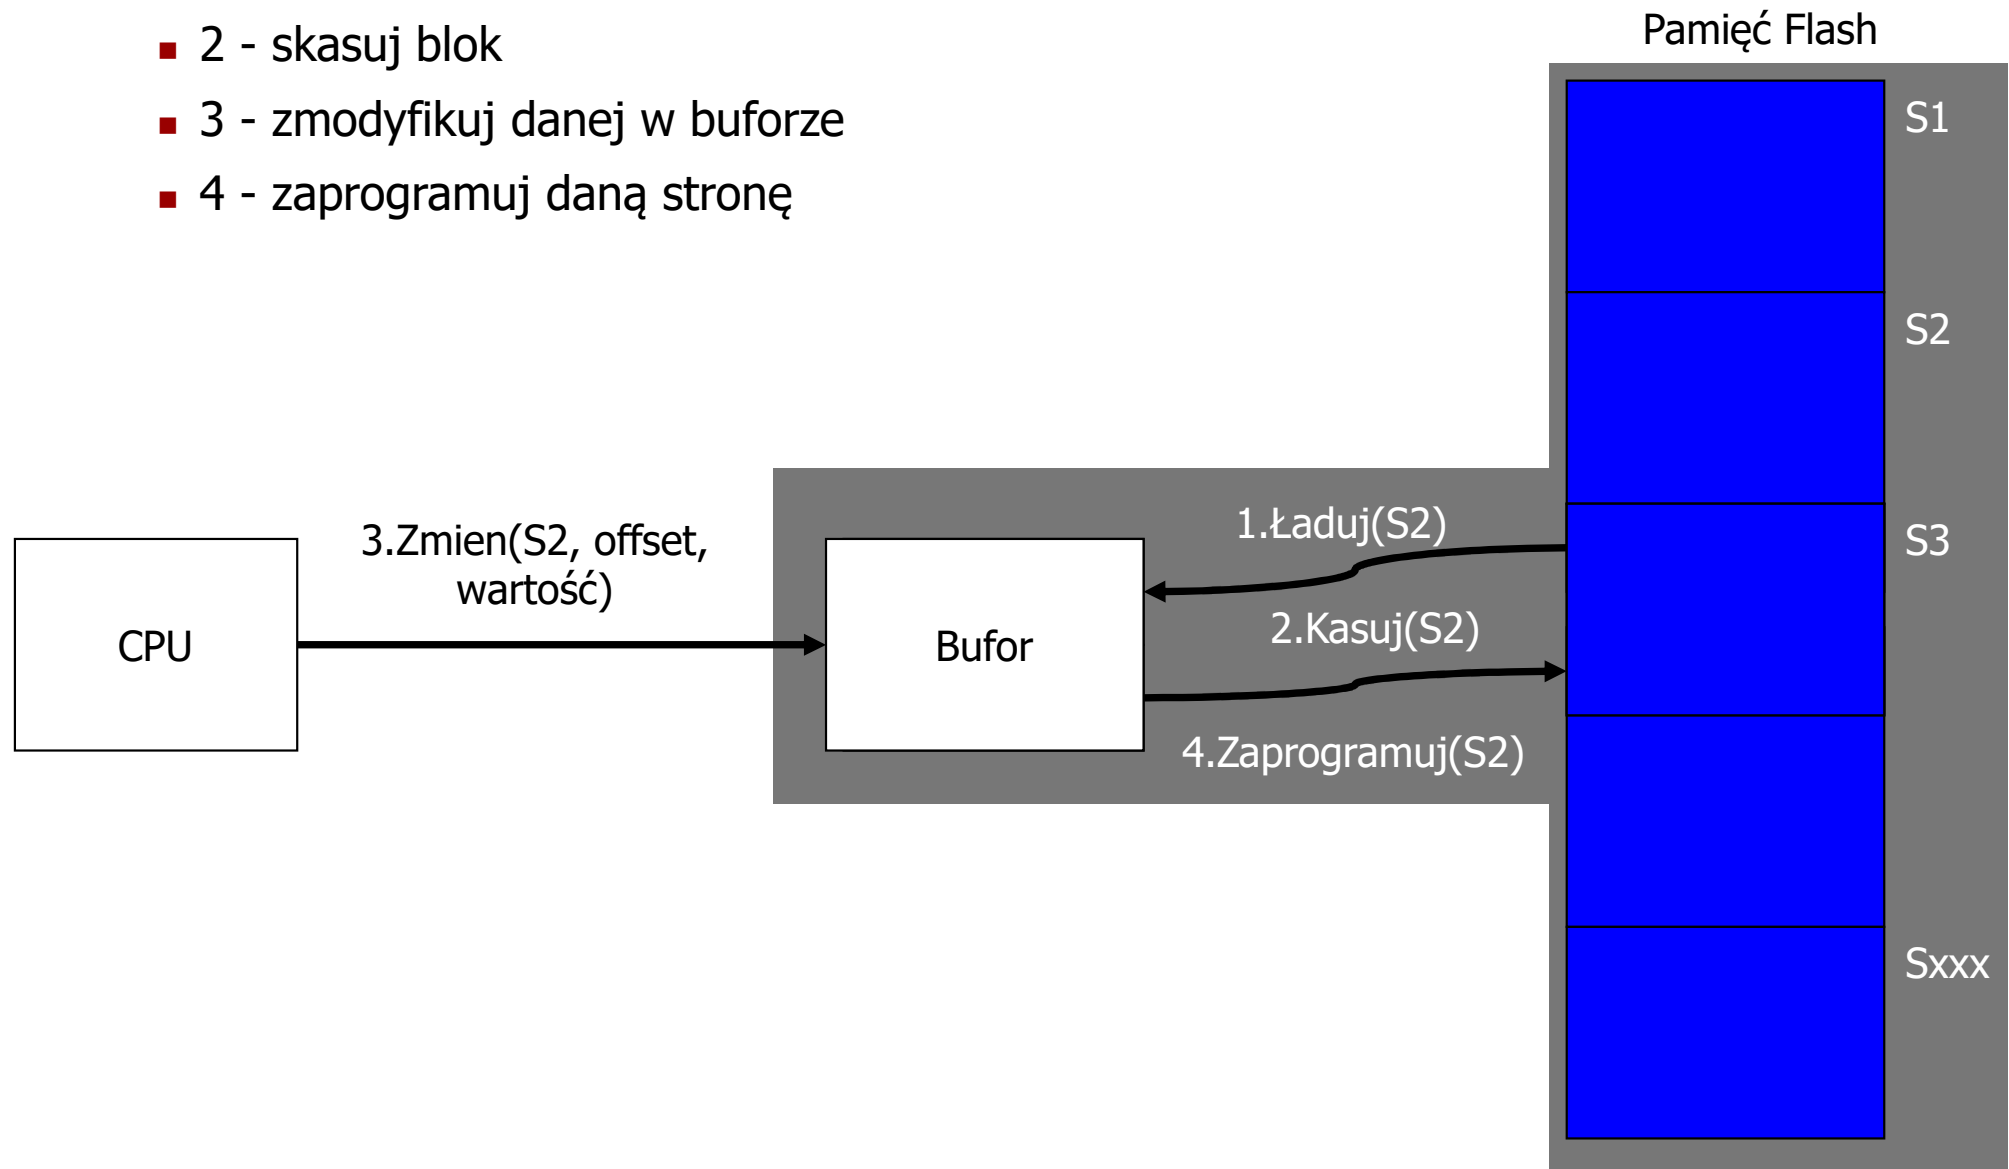 2 - skasuj blok
3 - zmodyfikuj danej w buforze
4 - zaprogramuj daną stronę
Pamięć Flash
S1
S2
S3
Sxxx
3.Zmien(S2, offset,
wartość)
CPU
Bufor
1.Ładuj(S2)
2.Kasuj(S2)
4.Zaprogramuj(S2)